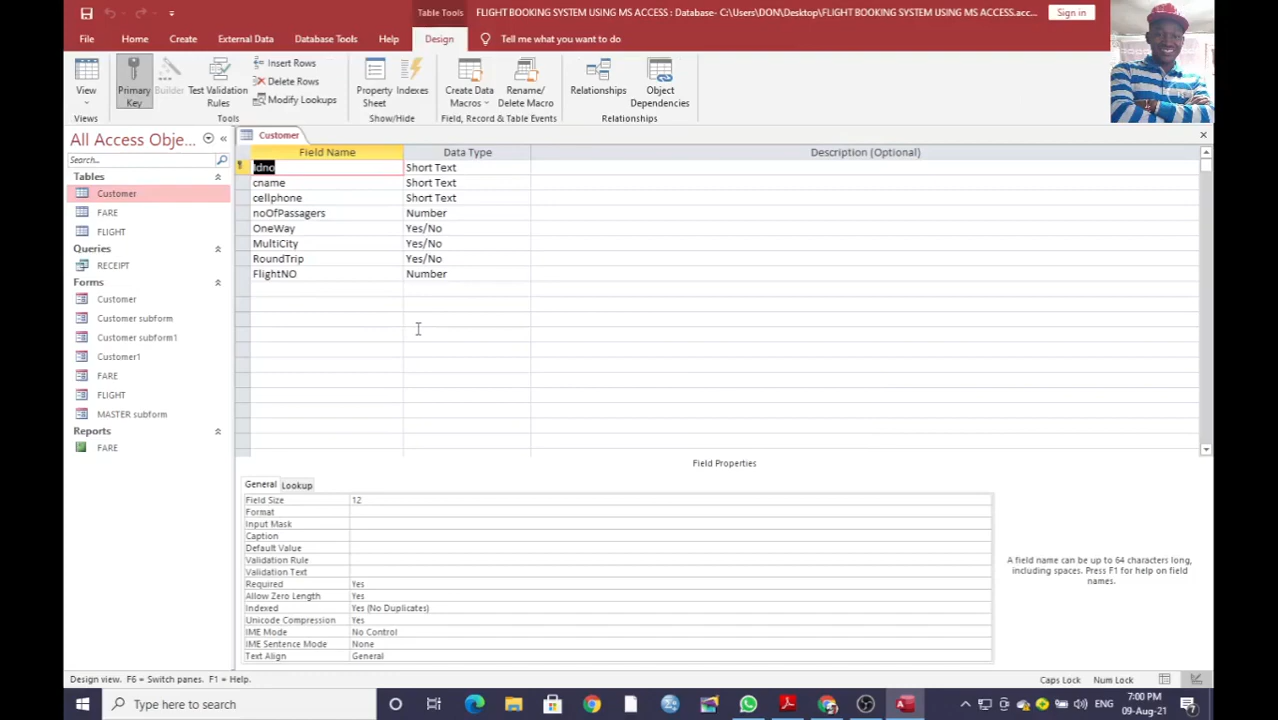 Table Tools
FLIGHT BOOKING SYSTEM USING MS ACCESS : Database- C:\Users\DON\Desktop\FLIGHT BOOKING SYSTEM USING MS ACCESS.acc...
Sign in
File Home Create External Data Database Tools Help Design Tell me what you want to do
View
Views
Primary Key
Builder
Test Validation Rules
Insert Rows
Delete Rows
Modify Lookups
Tools
Property Sheet
Indexes
Show/Hide
Create Data Macros
Rename/ Delete Macro
Field, Record & Table Events
Relationships
Object Dependencies
Relationships
All Access Obje...
Search...
Tables
Customer
FARE
FLIGHT
Queries
RECEIPT
Forms
Customer
Customer subform
Customer subform1
Customer1
FARE
FLIGHT
MASTER subform
Reports
FARE
Customer
Field Name Data Type Description (Optional)
Idno Short Text
cname Short Text
cellphone Short Text
noOfPassagers Number
OneWay Yes/No
MultiCity Yes/No
RoundTrip Yes/No
FlightNO Number
Field Properties
General Lookup
Field Size 12
Format
Input Mask
Caption
Default Value
Validation Rule
Validation Text
Required Yes
Allow Zero Length Yes
Indexed Yes (No Duplicates)
Unicode Compression Yes
IME Mode No Control
IME Sentence Mode None
Text Align General
A field name can be up to 64 characters long,
including spaces. Press F1 for help on field
names.
Design view. F6 = Switch panes. F1 = Help.
Caps Lock Num Lock
Type here to search
ENG
7:00 PM
09-Aug-21